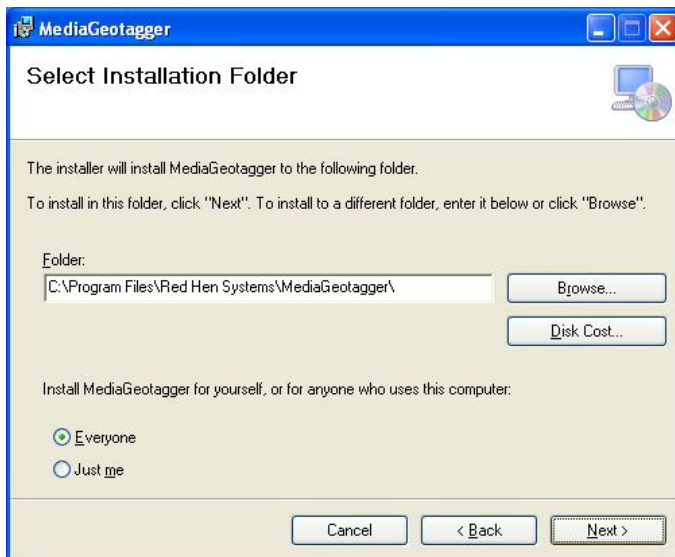 MediaGeotagger
Select Installation Folder
The installer will install MediaGeotagger to the following folder.
To install in this folder, click "Next". To install to a different folder, enter it below or click "Browse".
Folder:
C:\Program Files\Red Hen Systems\MediaGeotagger\
Browse...
Disk Cost...
Install MediaGeotagger for yourself, or for anyone who uses this computer:
Everyone
Just me
Cancel
< Back
Next >